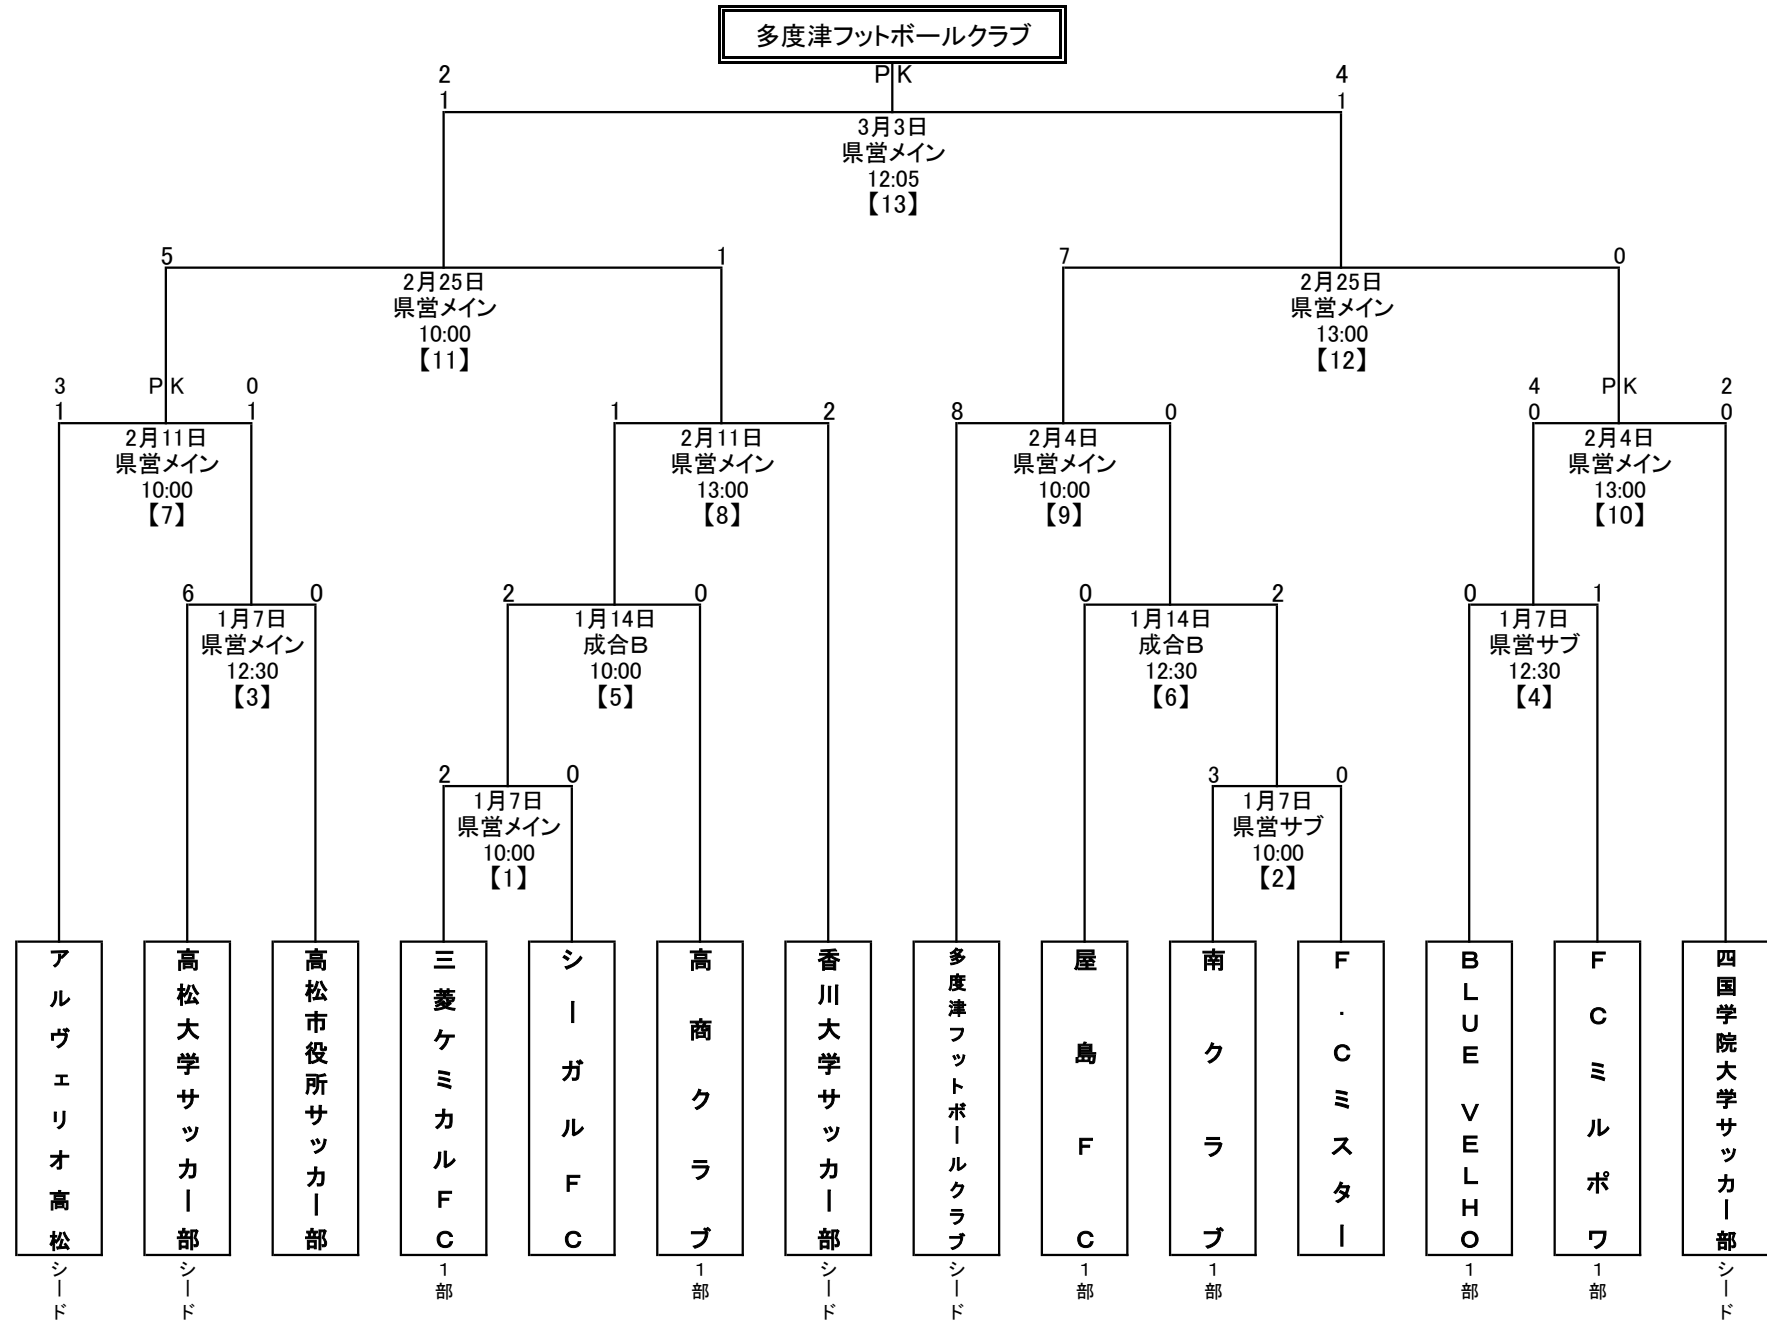 多度津フットボールクラブ
2 PK 4
1 1
3月3日
県営メイン
12:05
【13】
5 1 7 0
2月25日 2月25日
県営メイン 県営メイン
10:00 13:00
【11】 【12】
3 PK 0 4 PK 2
1 1 1 2 8 0 0 0
2月11日 2月11日 2月4日 2月4日
県営メイン 県営メイン 県営メイン 県営メイン
10:00 13:00 10:00 13:00
【7】 【8】 【9】 【10】
6 0 2 0 0 2 0 1
1月7日 1月14日 1月14日 1月7日
県営メイン 成合B 成合B 県営サブ
12:30 10:00 12:30 12:30
【3】 【5】 【6】 【4】
2 0 3 0
1月7日 1月7日
県営メイン 県営サブ
10:00 10:00
【1】 【2】
アルヴェリオ高松
高松大学サッカー部
高松市役所サッカー部
三菱ケミカルFC
シーガルFC
高商クラブ
香川大学サッカー部
多度津フットボールクラブ
屋島FC
南クラブ
F.Cミスター
BLUE VELHO
FCミルポワ
四国学院大学サッカー部
シード
シード
1部
1部
シード
シード
1部
1部
1部
シード